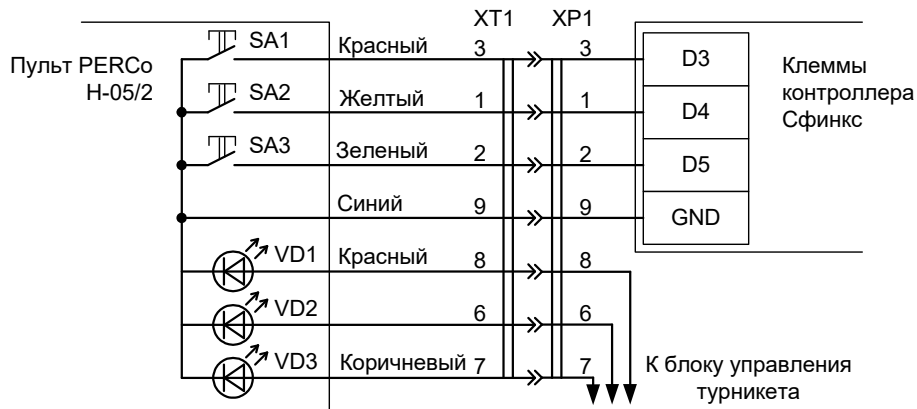 XT1 XP1
Пульт PERCo
H-05/2
SA1 Красный 3 3 D3
SA2 Желтый 1 1 D4
SA3 Зеленый 2 2 D5
Синий 9 9 GND
VD1 Красный 8 8
VD2 6 6
VD3 Коричневый 7 7
Клеммы
контроллера
Сфинкс
К блоку управления
турникета